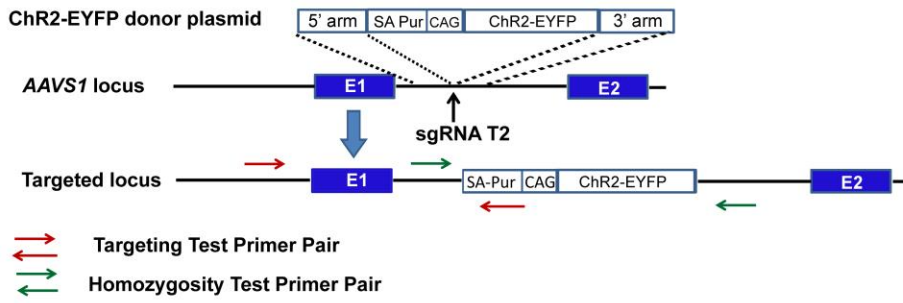 ChR2-EYFP donor plasmid
5' arm SA Pur CAG ChR2-EYFP 3' arm
AAVS1 locus
E1 E2
sgRNA T2
Targeted locus
E1 SA-Pur CAG ChR2-EYFP E2
Targeting Test Primer Pair
Homozygosity Test Primer Pair